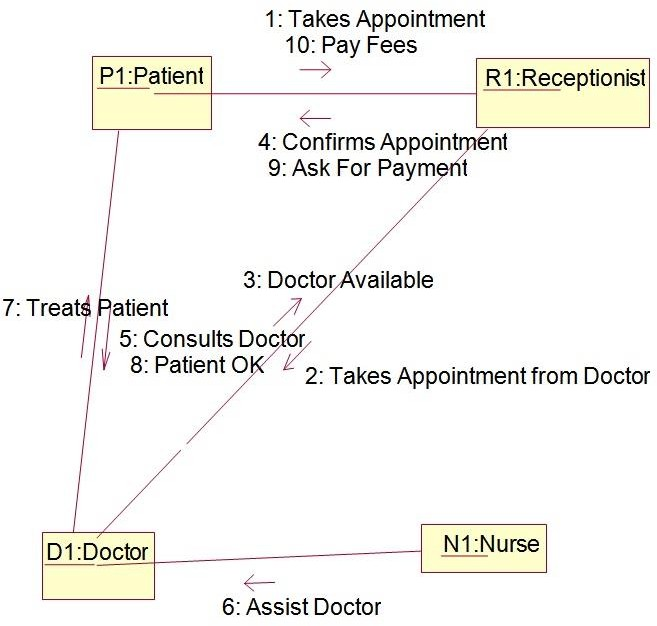 1: Takes Appointment
10: Pay Fees
P1:Patient
R1:Receptionist
4: Confirms Appointment
9: Ask For Payment
3: Doctor Available
7: Treats Patient
5: Consults Doctor
8: Patient OK
2: Takes Appointment from Doctor
D1:Doctor
N1:Nurse
6: Assist Doctor